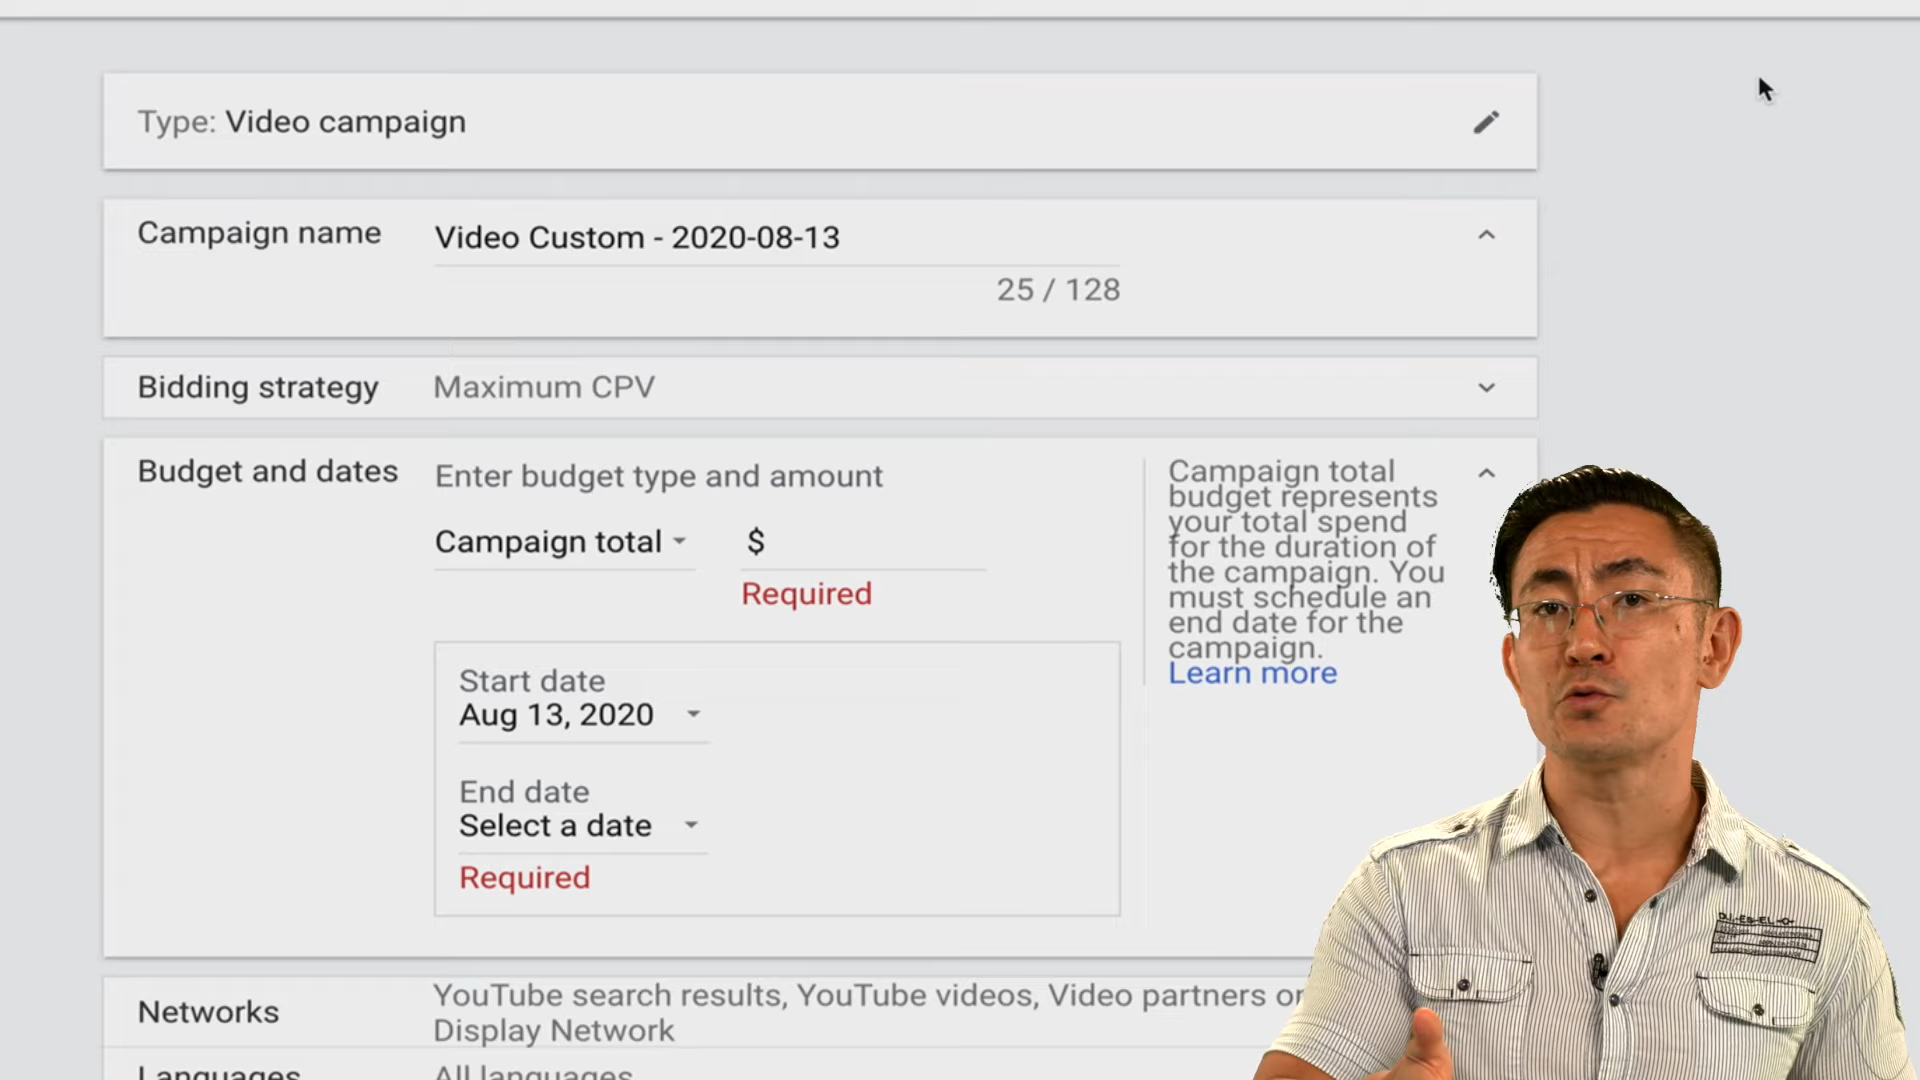 Type: Video campaign
Campaign name
Video Custom - 2020-08-13
25 / 128
Bidding strategy
Maximum CPV
Budget and dates
Enter budget type and amount
Campaign total
$
Required
Campaign total
budget represents
your total spend
for the duration of
the campaign. You
must schedule an
end date for the
campaign.
Learn more
Start date
Aug 13, 2020
End date
Select a date
Required
Networks
YouTube search results, YouTube videos, Video partners on
Display Network
Languages
All languages